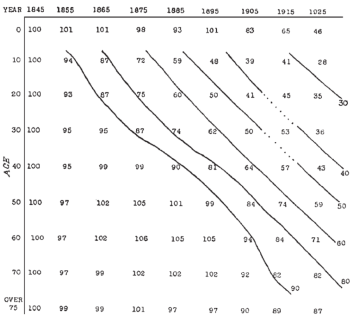 YEAR 1845 1855 1865 1875 1885 1895 1905 1915 1025
0 100 101 101 98 93 101 83 65 46
10 100 94 87 72 59 48 39 41 28
20 100 93 87 75 60 50 41 45 35
30
30 100 95 95 87 74 62 50 53 36
AGE 40 100 95 99 99 90 81 64 57 43
40
50 100 97 102 105 101 99 84 74 59
50
60 100 97 102 106 105 105 94 84 71
60
70 100 97 99 102 102 102 92 82 82
80
90
OVER
75 100 99 99 101 97 97 90 89 87